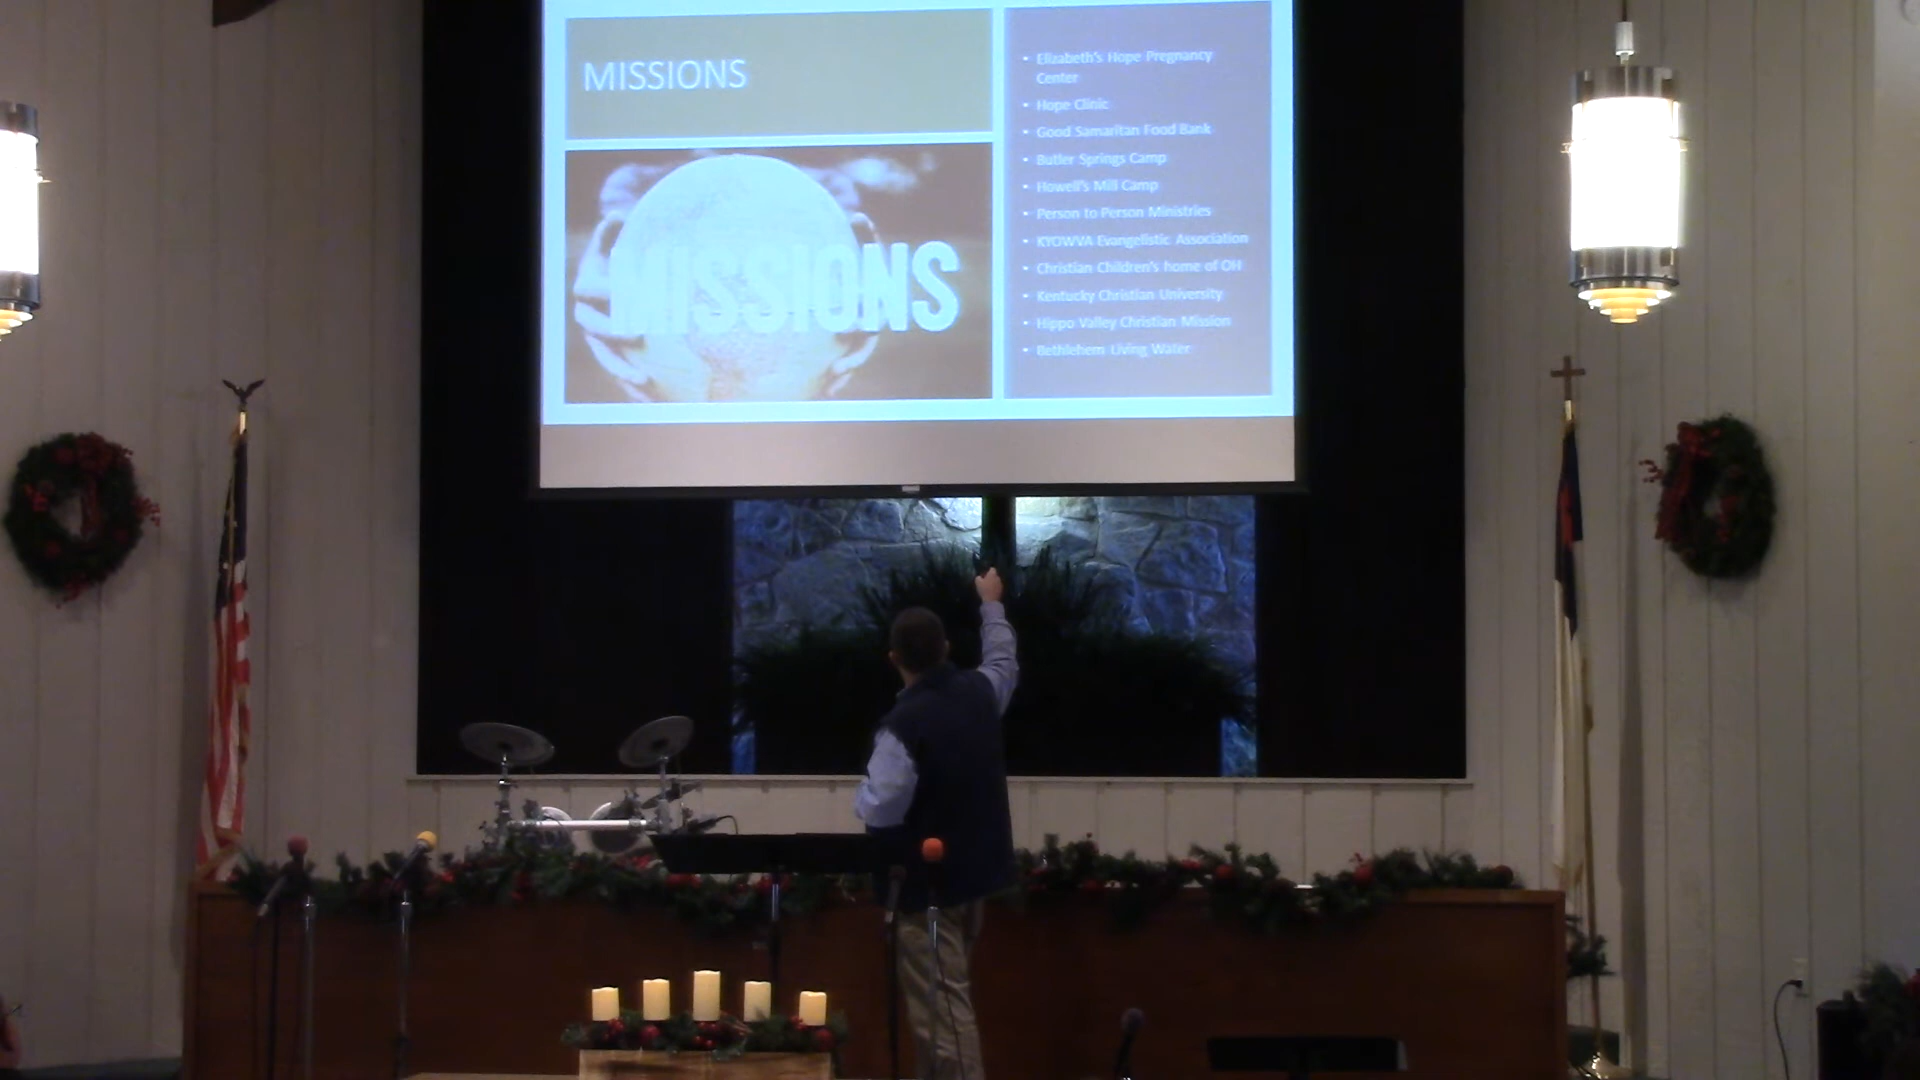 MISSIONS
MISSIONS
• Elizabeth's Hope Pregnancy
Center
• Hope Clinic
• Good Samaritan Food Bank
• Butler Springs Camp
• Howell's Mill Camp
• Person to Person Ministries
• KYOWVA Evangelistic Association
• Christian Children's home of OH
• Kentucky Christian University
• Hippo Valley Christian Mission
• Bethlehem Living Water